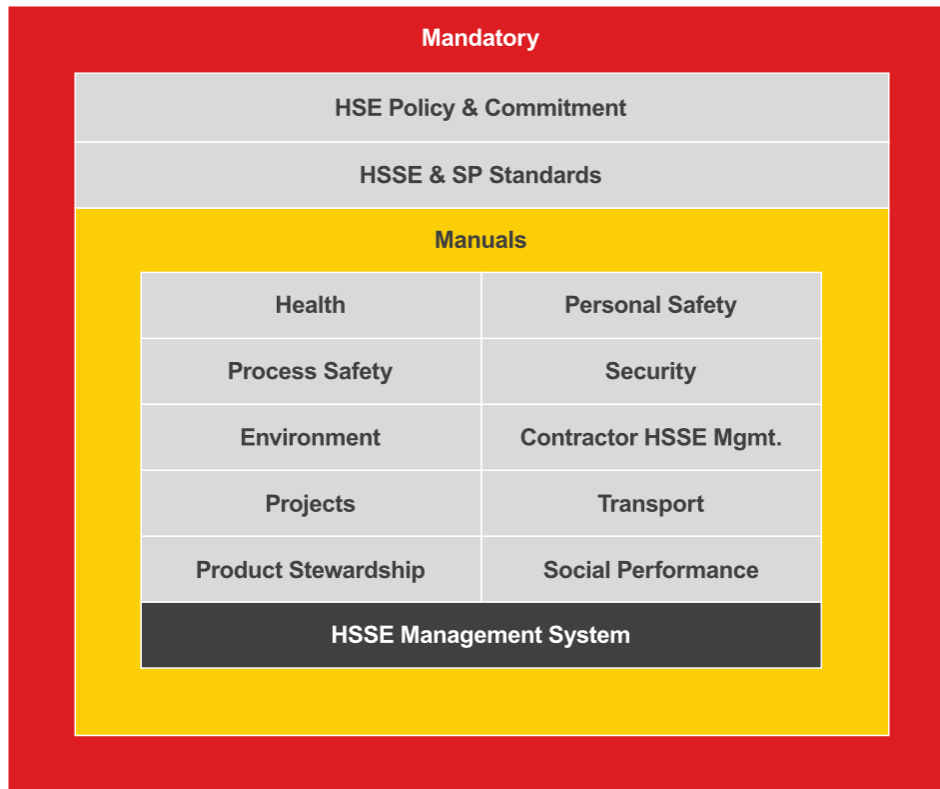 Mandatory
HSE Policy & Commitment
HSSE & SP Standards
Manuals
Health
Personal Safety
Process Safety
Security
Environment
Contractor HSSE Mgmt.
Projects
Transport
Product Stewardship
Social Performance
HSSE Management System